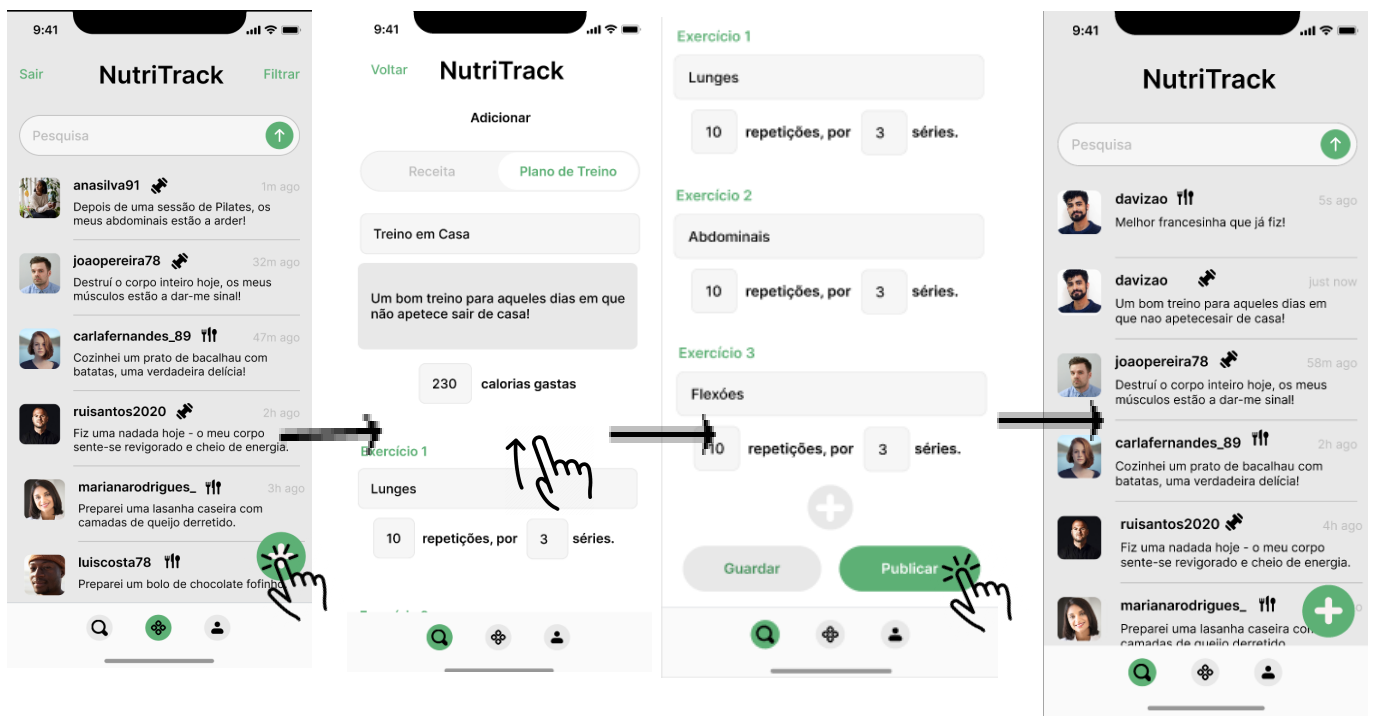 9:41
Sair
NutriTrack
Filtrar
Pesquisa
anasilva91
1m ago
Depois de uma sessão de Pilates, os
meus abdominais estão a arder!
joaopereira78
32m ago
Destruí o corpo inteiro hoje, os meus
músculos estão a dar-me sinal!
carlafernandes_89
47m ago
Cozinhei um prato de bacalhau com
batatas, uma verdadeira delícia!
ruisantos2020
2h ago
Fiz uma nadada hoje - o meu corpo
sente-se revigorado e cheio de energia.
marianarodrigues_
3h ago
Preparei uma lasanha caseira com
camadas de queijo derretido.
luiscosta78
Preparei um bolo de chocolate fofinho
9:41
Voltar
NutriTrack
Adicionar
Receita
Plano de Treino
Treino em Casa
Um bom treino para aqueles dias em que
não apetece sair de casa!
230 calorias gastas
Exercício 1
Lunges
10 repetições, por 3 séries.
Exercício 1
Lunges
10 repetições, por 3 séries.
Exercício 2
Abdominais
10 repetições, por 3 séries.
Exercício 3
Flexóes
10 repetições, por 3 séries.
Guardar
Publicar
9:41
NutriTrack
Pesquisa
davizao
5s ago
Melhor francesinha que já fiz!
davizao
just now
Um bom treino para aqueles dias em
que nao apetecesair de casa!
joaopereira78
58m ago
Destruí o corpo inteiro hoje, os meus
músculos estão a dar-me sinal!
carlafernandes_89
2h ago
Cozinhei um prato de bacalhau com
batatas, uma verdadeira delícia!
ruisantos2020
4h ago
Fiz uma nadada hoje - o meu corpo
sente-se revigorado e cheio de energia.
marianarodrigues_
Preparei uma lasanha caseira com
camadas de queijo derretido